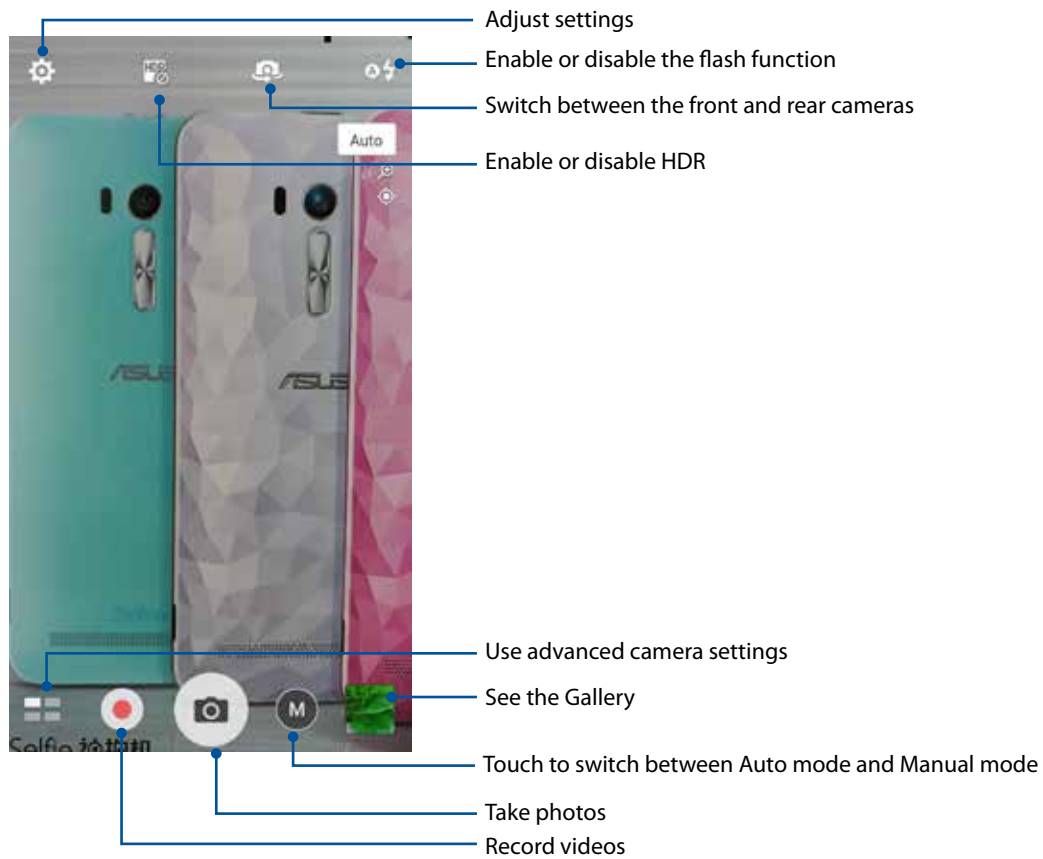 Adjust settings
Enable or disable the flash function
Switch between the front and rear cameras
HDR
A
Auto
Enable or disable HDR
ASUS
ASUS
Use advanced camera settings
See the Gallery
M
Selfie
Touch to switch between Auto mode and Manual mode
Take photos
Record videos